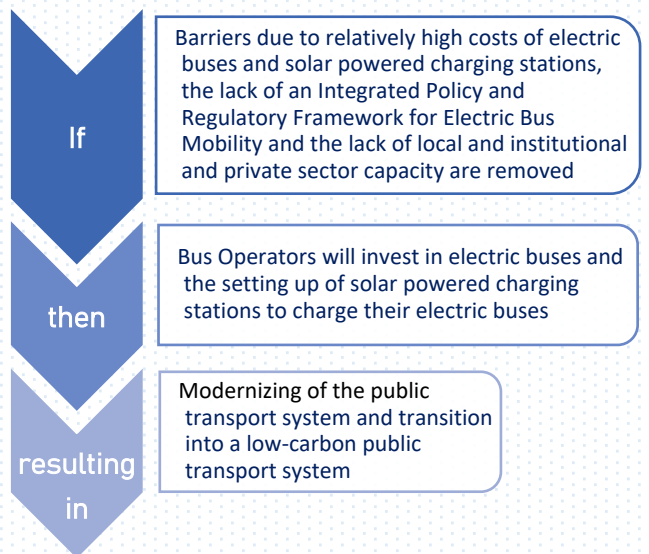 If
Barriers due to relatively high costs of electric
buses and solar powered charging stations,
the lack of an Integrated Policy and
Regulatory Framework for Electric Bus
Mobility and the lack of local and institutional
and private sector capacity are removed
then
Bus Operators will invest in electric buses and
the setting up of solar powered charging
stations to charge their electric buses
resulting
in
Modernizing of the public
transport system and transition
into a low-carbon public
transport system